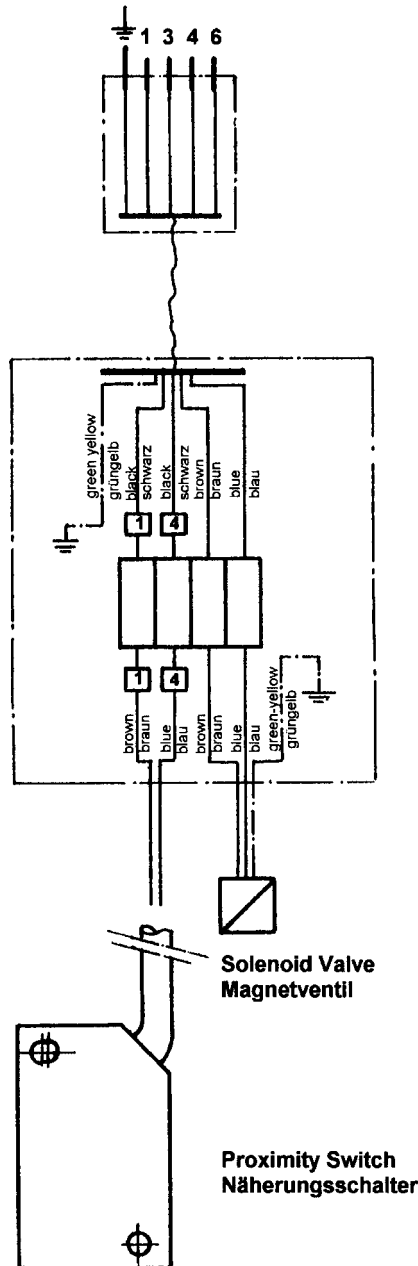 1 3 4 6
green yellow
grüngelb
black
schwarz
black
schwarz
brown
braun
blue
blau
1 4
1 4
brown
braun
blue
blau
brown
braun
blue
blau
green-yellow
grüngelb
Solenoid Valve
Magnetventil
Proximity Switch
Näherungsschalter